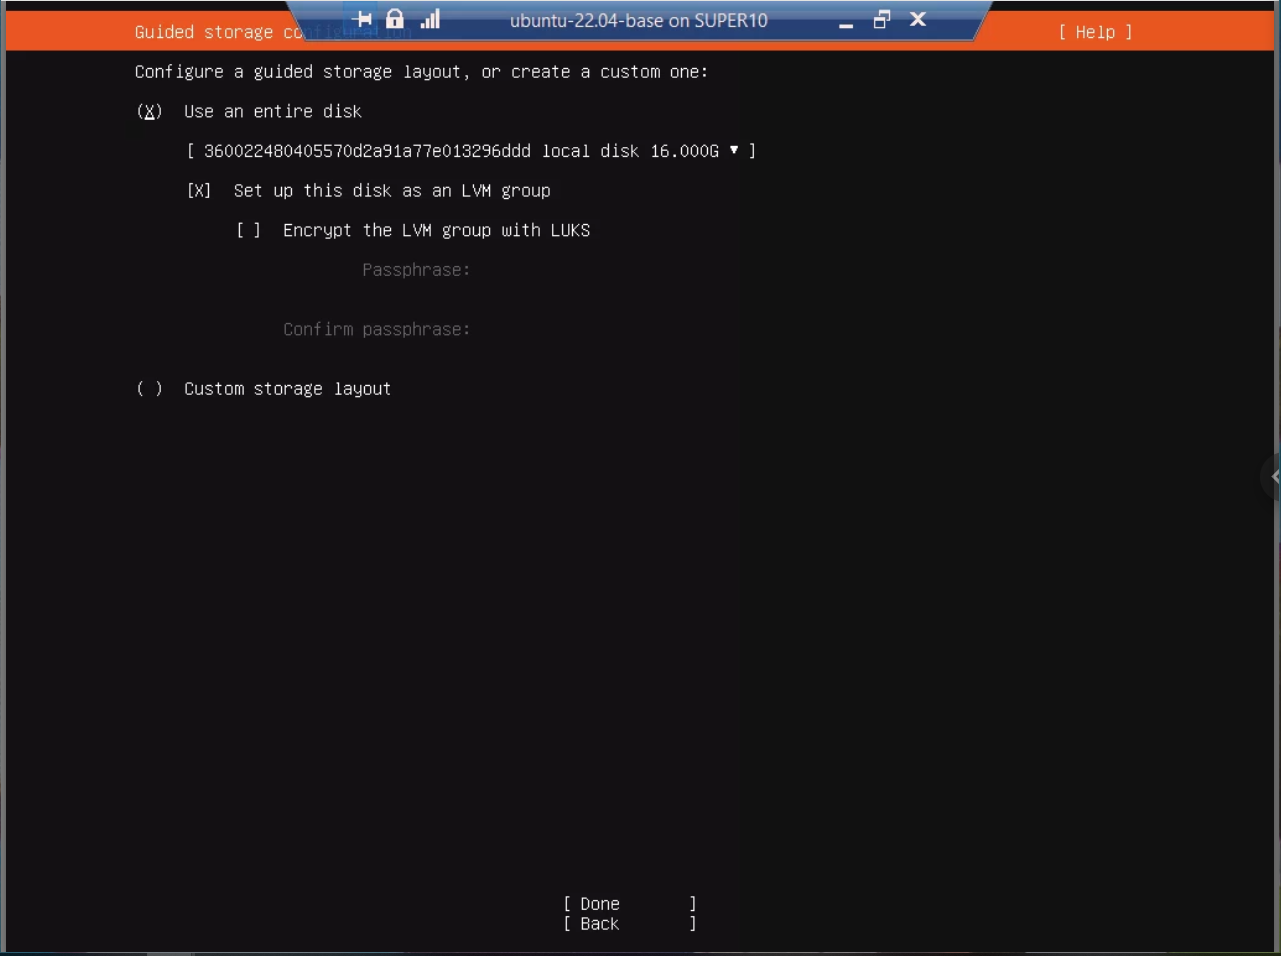 ubuntu-22.04-base on SUPER10
Guided storage configuration
[ Help ]
Configure a guided storage layout, or create a custom one:
(X) Use an entire disk
[ 360022480405570d2a91a77e013296ddd local disk 16.000G ▾ ]
[X] Set up this disk as an LVM group
[ ] Encrypt the LVM group with LUKS
Passphrase:
Confirm passphrase:
( ) Custom storage layout
[ Done ]
[ Back ]